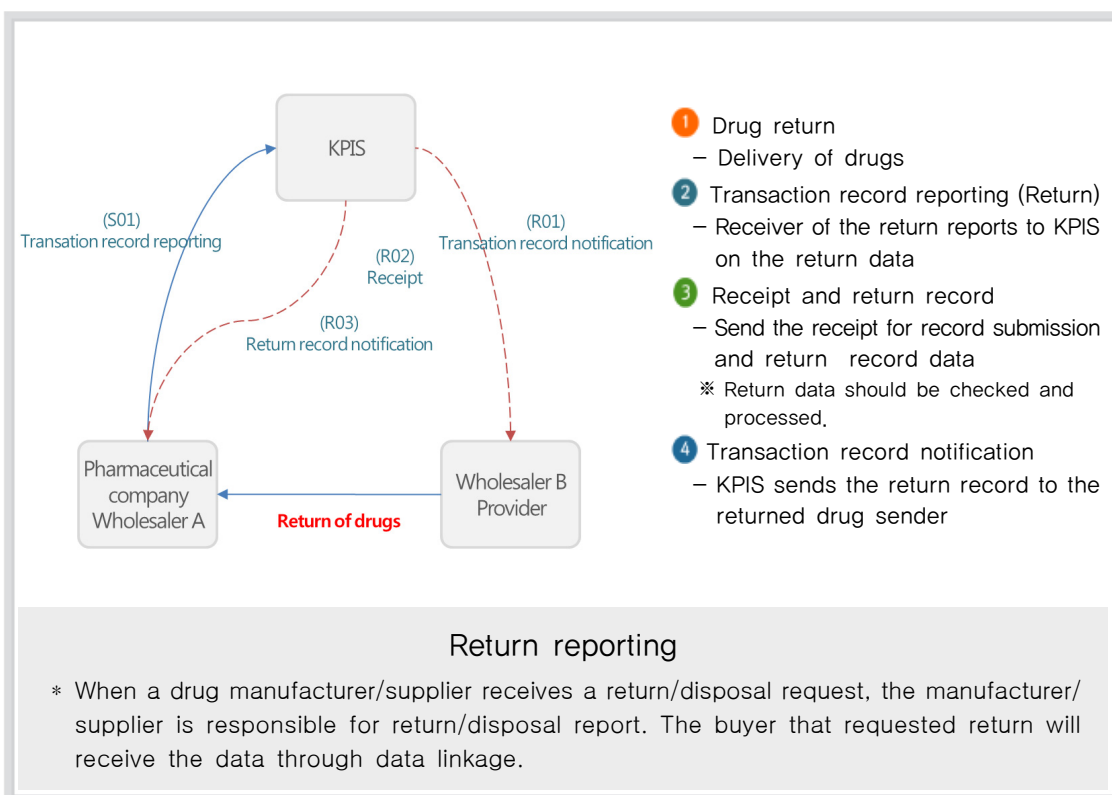 KPIS
(S01)
Transation record reporting
(R01)
Transation record notification
(R02)
Receipt
(R03)
Return record notification
Pharmaceutical
company
Wholesaler A
Wholesaler B
Provider
Return of drugs
1 Drug return
– Delivery of drugs
2 Transaction record reporting (Return)
– Receiver of the return reports to KPIS
on the return data
3 Receipt and return record
– Send the receipt for record submission
and return record data
※ Return data should be checked and
processed.
4 Transaction record notification
– KPIS sends the return record to the
returned drug sender
Return reporting
* When a drug manufacturer/supplier receives a return/disposal request, the manufacturer/
supplier is responsible for return/disposal report. The buyer that requested return will
receive the data through data linkage.